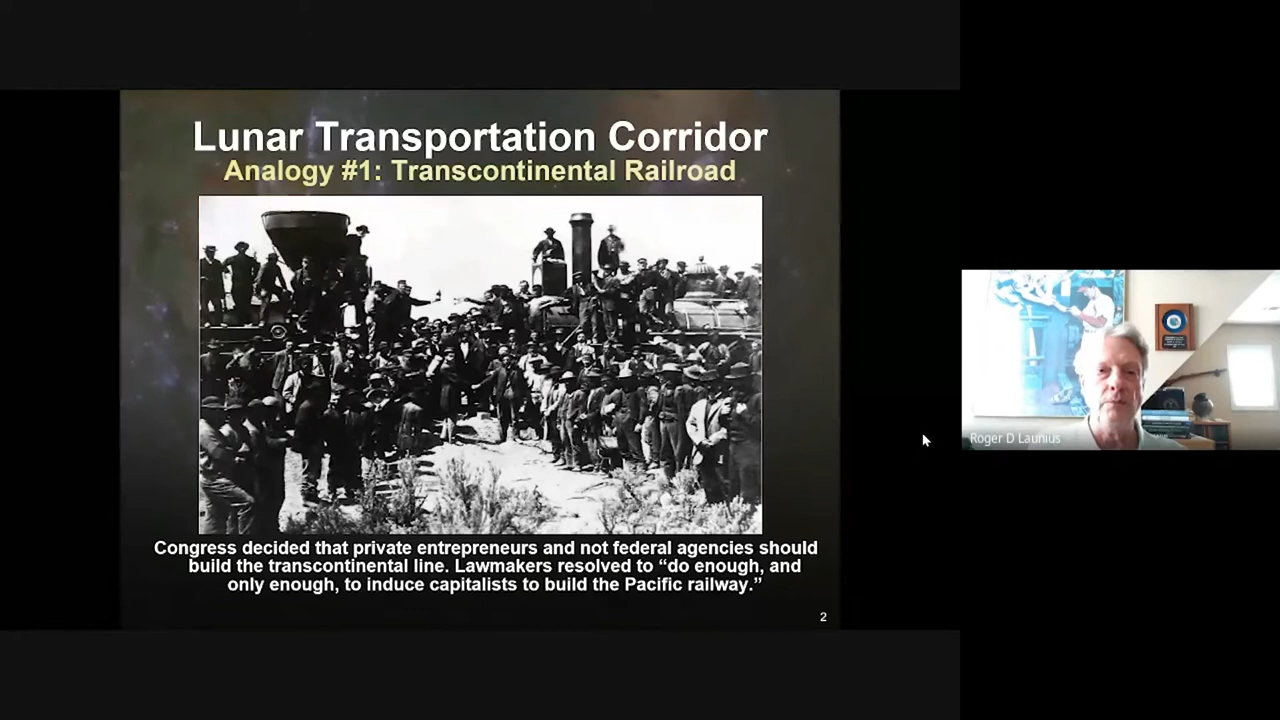 Lunar Transportation Corridor
Analogy #1: Transcontinental Railroad
Congress decided that private entrepreneurs and not federal agencies should
build the transcontinental line. Lawmakers resolved to “do enough, and
only enough, to induce capitalists to build the Pacific railway.”
2
Roger D Launius